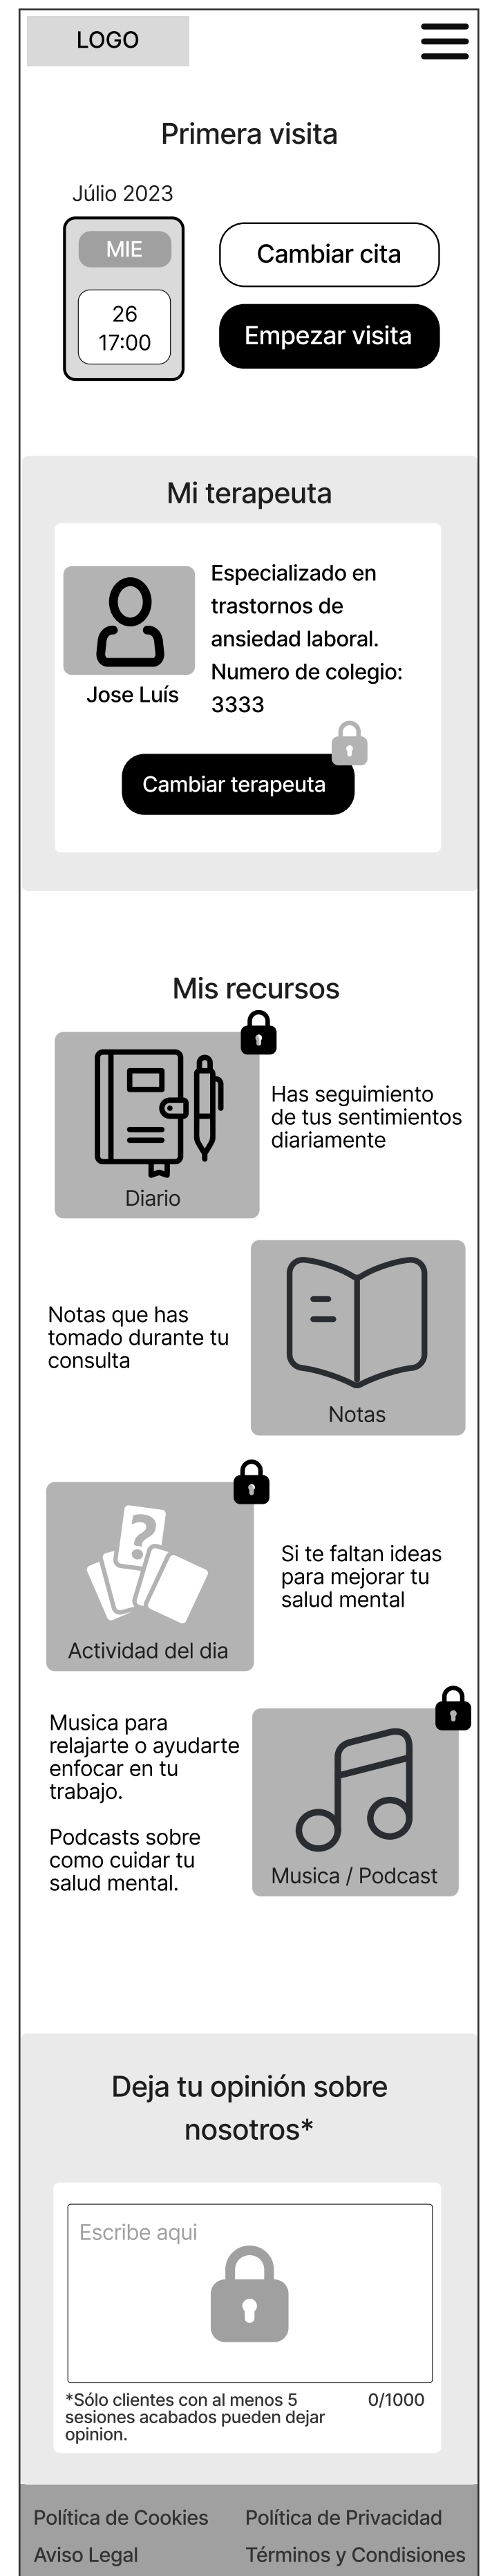 LOGO
Primera visita
Júlio 2023
MIE
26
17:00
Cambiar cita
Empezar visita
Mi terapeuta
Especializado en
trastornos de
ansiedad laboral.
Numero de colegio:
3333
Jose Luís
Cambiar terapeuta
Mis recursos
Diario
Has seguimiento
de tus sentimientos
diariamente
Notas que has
tomado durante tu
consulta
Notas
?
Actividad del dia
Si te faltan ideas
para mejorar tu
salud mental
Musica para
relajarte o ayudarte
enfocar en tu
trabajo.
Podcasts sobre
como cuidar tu
salud mental.
Musica / Podcast
Deja tu opinión sobre
nosotros*
Escribe aqui
*Sólo clientes con al menos 5
sesiones acabados pueden dejar
opinion.
0/1000
Política de Cookies
Política de Privacidad
Aviso Legal
Términos y Condisiones